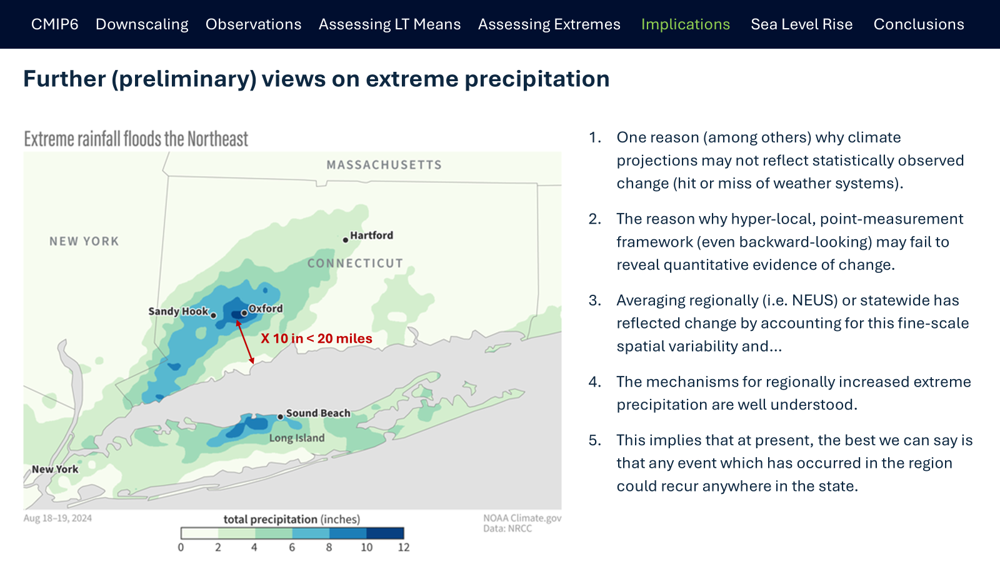 CMIP6 Downscaling Observations Assessing LT Means Assessing Extremes Implications Sea Level Rise Conclusions
Further (preliminary) views on extreme precipitation
Extreme rainfall floods the Northeast
MASSACHUSETTS
NEW YORK
Hartford
CONNECTICUT
Sandy Hook
Oxford
X 10 in < 20 miles
Sound Beach
Long Island
New York
Aug 18–19, 2024
total precipitation (inches)
NOAA Climate.gov
Data: NRCC
0 2 4 6 8 10 12
1. One reason (among others) why climate
projections may not reflect statistically observed
change (hit or miss of weather systems).
2. The reason why hyper-local, point-measurement
framework (even backward-looking) may fail to
reveal quantitative evidence of change.
3. Averaging regionally (i.e. NEUS) or statewide has
reflected change by accounting for this fine-scale
spatial variability and...
4. The mechanisms for regionally increased extreme
precipitation are well understood.
5. This implies that at present, the best we can say is
that any event which has occurred in the region
could recur anywhere in the state.